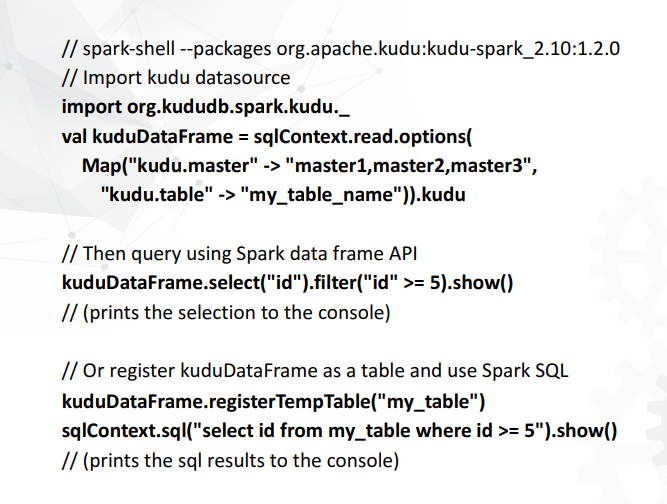 // spark-shell --packages org.apache.kudu:kudu-spark_2.10:1.2.0
// Import kudu datasource
import org.kududb.spark.kudu._
val kuduDataFrame = sqlContext.read.options(
Map("kudu.master" -> "master1,master2,master3",
"kudu.table" -> "my_table_name")).kudu
// Then query using Spark data frame API
kuduDataFrame.select("id").filter("id" >= 5).show()
// (prints the selection to the console)
// Or register kuduDataFrame as a table and use Spark SQL
kuduDataFrame.registerTempTable("my_table")
sqlContext.sql("select id from my_table where id >= 5").show()
// (prints the sql results to the console)